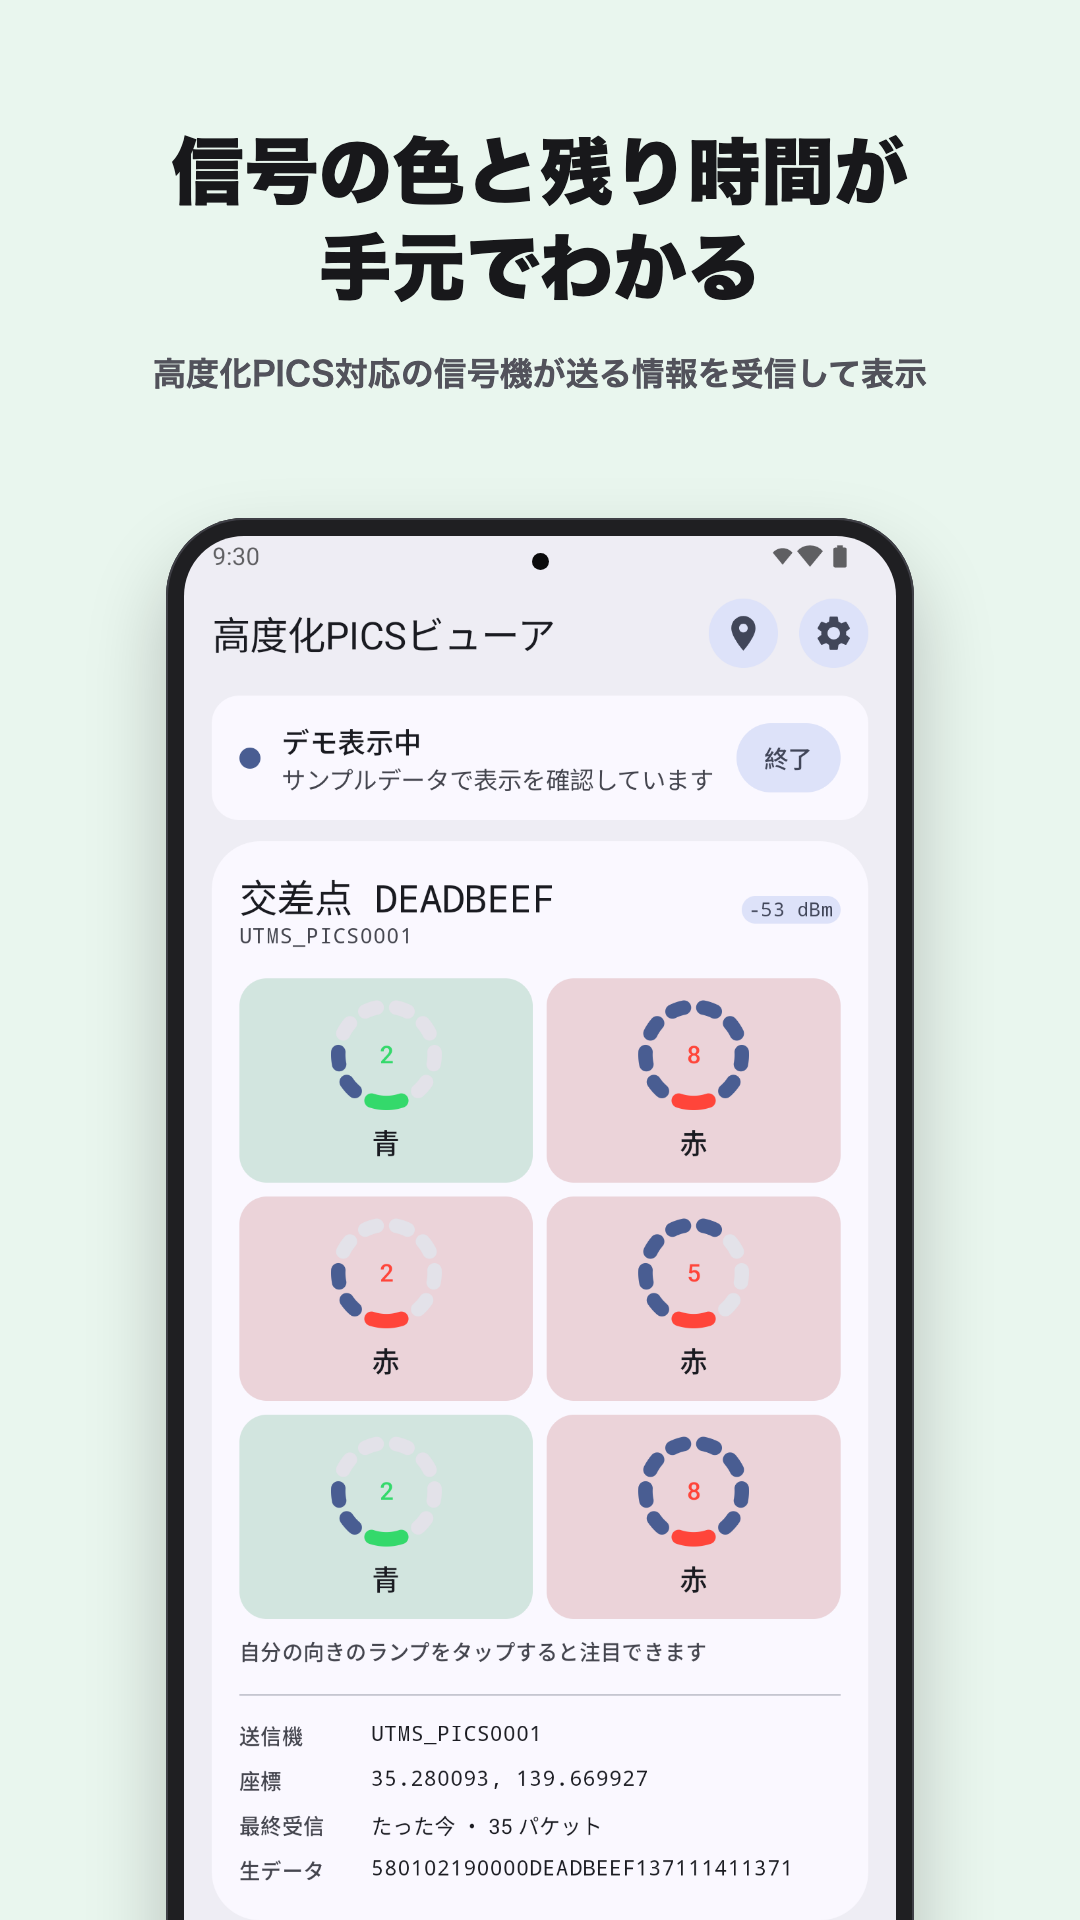 信号の色と残り時間が
手元でわかる
高度化PICS対応の信号機が送る情報を受信して表示
9:30
高度化PICSビューア
デモ表示中
サンプルデータで表示を確認しています
終了
交差点 DEADBEEF
-53 dBm
UTMS_PICS0001
2
8
青
赤
2
5
赤
赤
2
8
青
赤
自分の向きのランプをタップすると注目できます
送信機 UTMS_PICS0001
座標 35.280093, 139.669927
最終受信 たった今 ・ 35 パケット
生データ 580102190000DEADBEEF137111411371